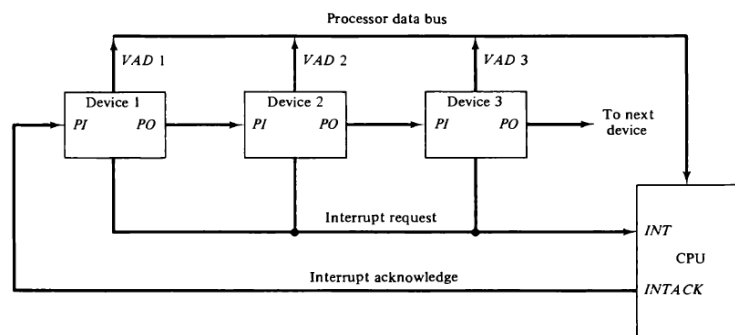 Processor data bus
VAD 1
VAD 2
VAD 3
Device 1
PI
PO
Device 2
PI
PO
Device 3
PI
PO
To next
device
Interrupt request
INT
CPU
Interrupt acknowledge
INTACK